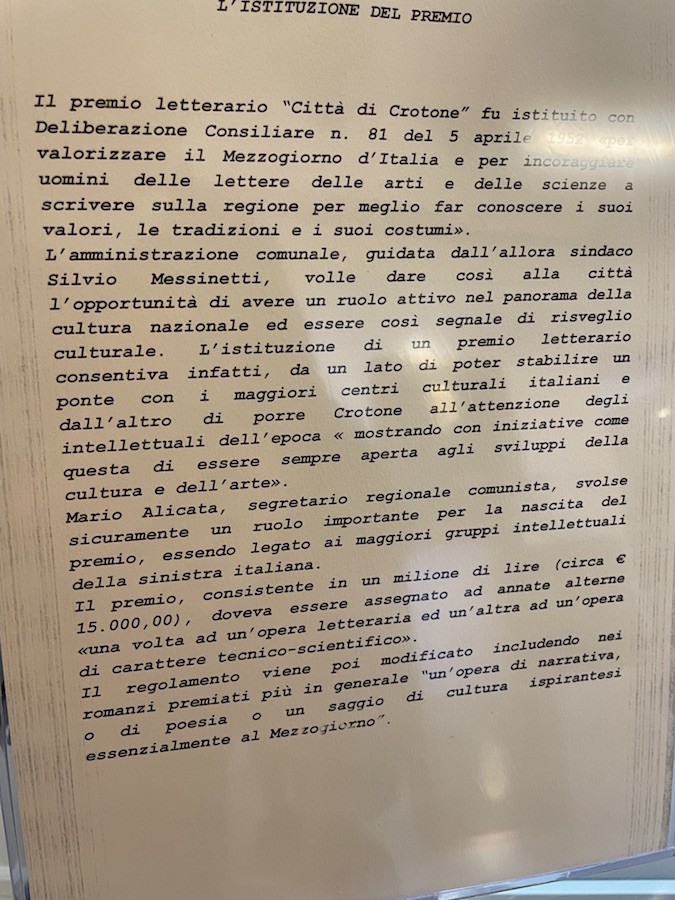 L'ISTITUZIONE DEL PREMIO
Il premio letterario "Città di Crotone" fu istituito con
Deliberazione Consiliare n. 81 del 5 aprile 1952 «per
valorizzare il Mezzogiorno d'Italia e per incoraggiare
uomini delle lettere delle arti e delle scienze a
scrivere sulla regione per meglio far conoscere i suoi
valori, le tradizioni e i suoi costumi».
L'amministrazione comunale, guidata dall'allora sindaco
Silvio Messinetti, volle dare così alla città
l'opportunità di avere un ruolo attivo nel panorama della
cultura nazionale ed essere così segnale di risveglio
culturale. L'istituzione di un premio letterario
consentiva infatti, da un lato di poter stabilire un
ponte con i maggiori centri culturali italiani e
dall'altro di porre Crotone all'attenzione degli
intellettuali dell'epoca « mostrando con iniziative come
questa di essere sempre aperta agli sviluppi della
cultura e dell'arte».
Mario Alicata, segretario regionale comunista, svolse
sicuramente un ruolo importante per la nascita del
premio, essendo legato ai maggiori gruppi intellettuali
della sinistra italiana.
Il premio, consistente in un milione di lire (circa €
15.000,00), doveva essere assegnato ad annate alterne
«una volta ad un'opera letteraria ed un'altra ad un'opera
di carattere tecnico-scientifico».
Il regolamento viene poi modificato includendo nei
romanzi premiati più in generale "un'opera di narrativa,
o di poesia o un saggio di cultura ispirantesi
essenzialmente al Mezzogiorno".